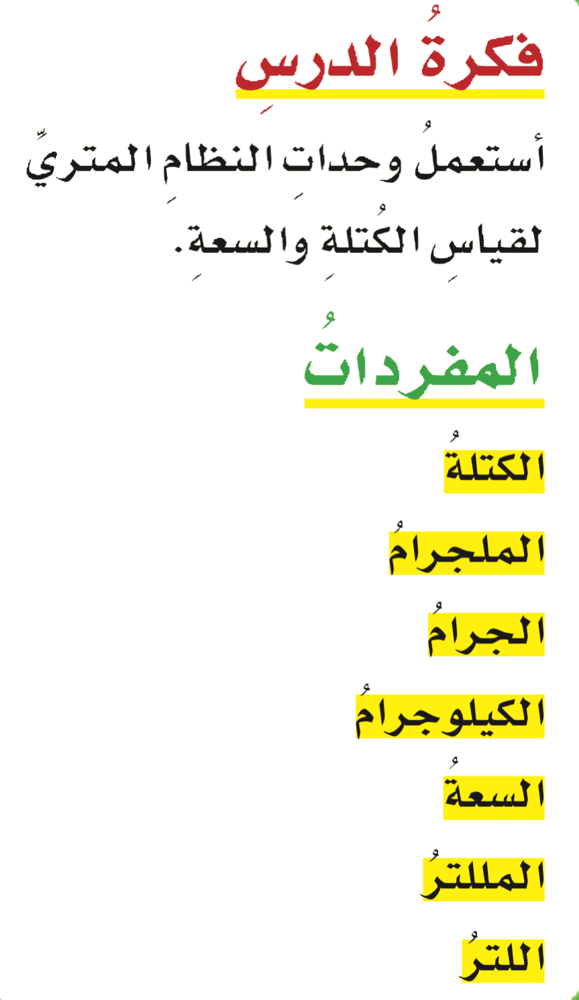 فكرةُ الدرسِ
أستعملُ وحداتِ النظامِ المتريِّ
لقياسِ الكُتلةِ والسعةِ.
المفرداتُ
الكتلةُ
الملجرامُ
الجرامُ
الكيلوجرامُ
السعةُ
المللترُ
اللترُ